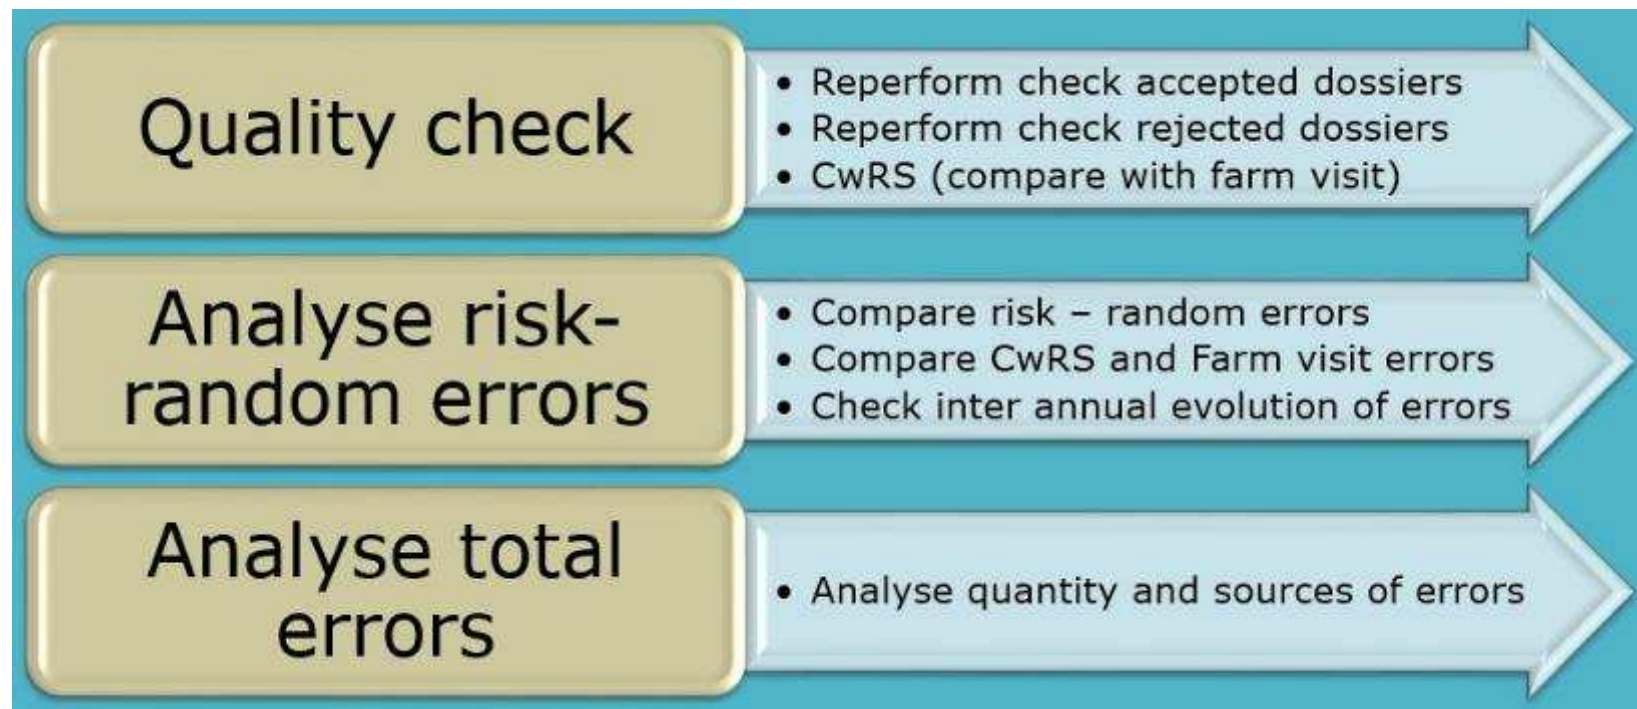 Quality check
• Reperform check accepted dossiers
• Reperform check rejected dossiers
• CwRS (compare with farm visit)
Analyse risk-
random errors
• Compare risk – random errors
• Compare CwRS and Farm visit errors
• Check inter annual evolution of errors
Analyse total
errors
• Analyse quantity and sources of errors